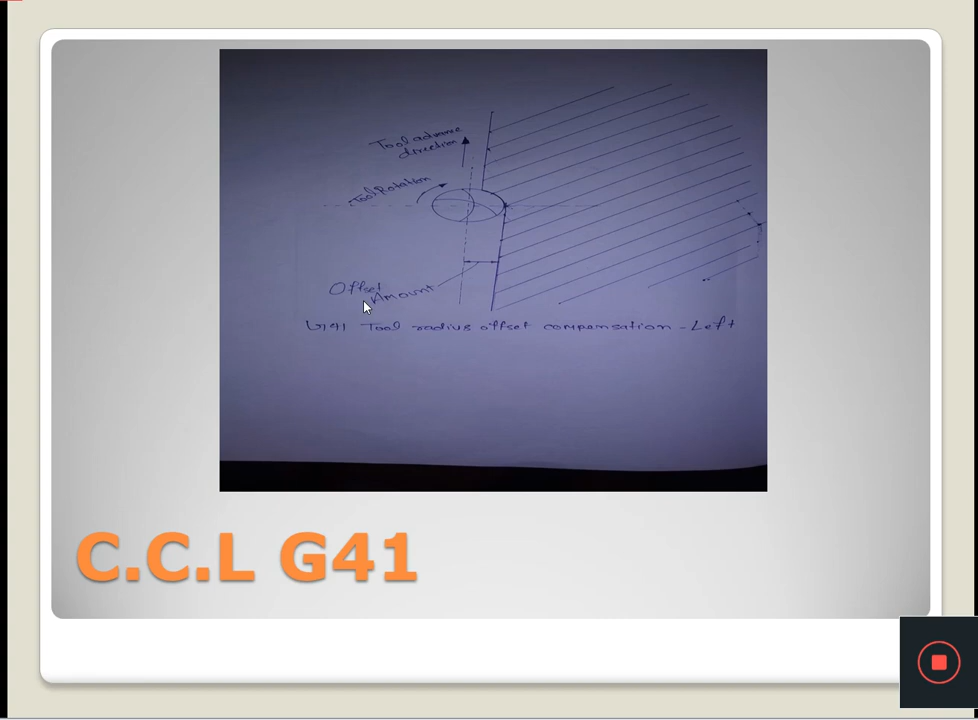 Tool advance
direction
Tool Rotation
Offset
Amount
G41 Tool radius offset compensation - Left
C.C.L G41